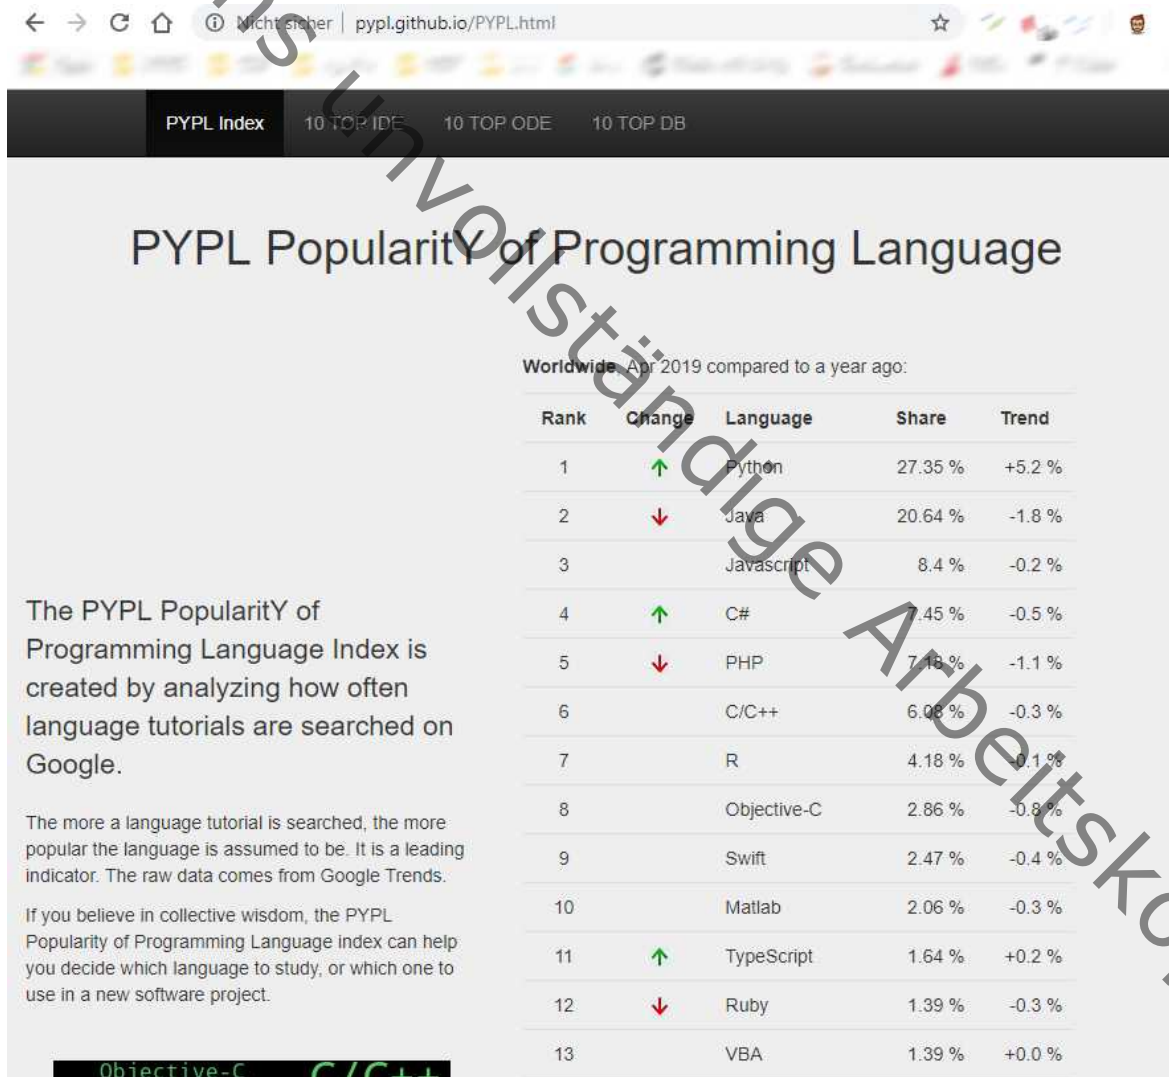 Nicht sicher | pypl.github.io/PYPL.html
PYPL Index 10 TOP IDE 10 TOP ODE 10 TOP DB
PYPL PopularitY of Programming Language
Worldwide, Apr 2019 compared to a year ago:
Rank Change Language Share Trend
1 ↑ Python 27.35 % +5.2 %
2 ↓ Java 20.64 % -1.8 %
3 Javascript 8.4 % -0.2 %
4 ↑ C# 7.45 % -0.5 %
5 ↓ PHP 7.18 % -1.1 %
6 C/C++ 6.08 % -0.3 %
7 R 4.18 % -0.1 %
8 Objective-C 2.86 % -0.8 %
9 Swift 2.47 % -0.4 %
10 Matlab 2.06 % -0.3 %
11 ↑ TypeScript 1.64 % +0.2 %
12 ↓ Ruby 1.39 % -0.3 %
13 VBA 1.39 % +0.0 %
The PYPL PopularitY of
Programming Language Index is
created by analyzing how often
language tutorials are searched on
Google.
The more a language tutorial is searched, the more
popular the language is assumed to be. It is a leading
indicator. The raw data comes from Google Trends.
If you believe in collective wisdom, the PYPL
Popularity of Programming Language index can help
you decide which language to study, or which one to
use in a new software project.
Objective-C C/C++
ns unvollständige Arbeitsko